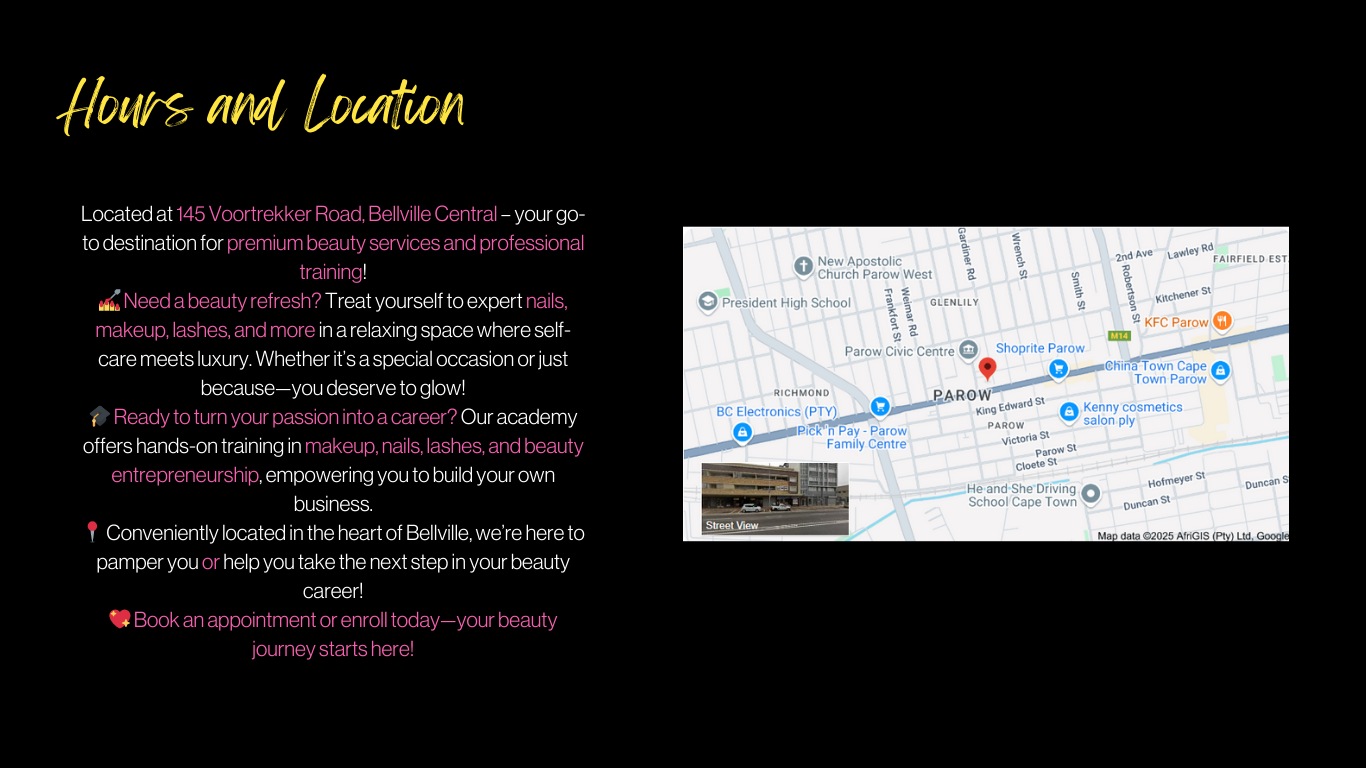 Hours and Location
Located at 145 Voortrekker Road, Bellville Central – your go-
to destination for premium beauty services and professional
training!
💅Need a beauty refresh? Treat yourself to expert nails,
makeup, lashes, and more in a relaxing space where self-
care meets luxury. Whether it's a special occasion or just
because—you deserve to glow!
🎓Ready to turn your passion into a career? Our academy
offers hands-on training in makeup, nails, lashes, and beauty
entrepreneurship, empowering you to build your own
business.
📍 Conveniently located in the heart of Bellville, we're here to
pamper you or help you take the next step in your beauty
career!
💖Book an appointment or enroll today—your beauty
journey starts here!
Gardiner Rd
Wrench St
2nd Ave
Lawley Rd
FAIRFIELD EST
New Apostolic
Church Parow West
Smith St
Robertson St
President High School
Frankfort St
Weimar Rd
GLENLILY
Kitchener St
KFC Parow
M14
Parow Civic Centre
Shoprite Parow
China Town Cape
Town Parow
RICHMOND
PAROW
BC Electronics (PTY)
King Edward St
Kenny cosmetics
salon ply
Pick 'n Pay - Parow
Family Centre
PAROW
Victoria St
Parow St
Cloete St
Hofmeyer St
Duncan S
He and She Driving
School Cape Town
Duncan St
Street View
Map data ©2025 AfriGIS (Pty) Ltd, Google